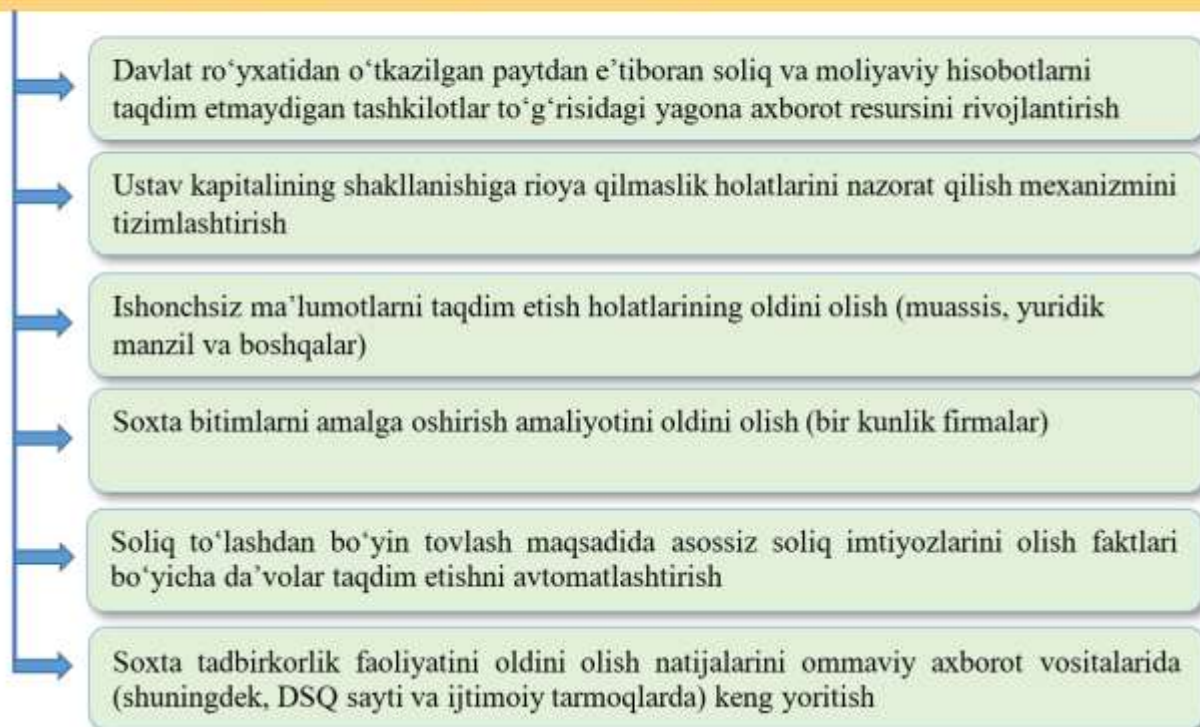 Davlat ro‘yxatidan o‘tkazilgan paytdan e’tiboran soliq va moliyaviy hisobotlarni
taqdim etmaydigan tashkilotlar to‘g‘risidagi yagona axborot resursini rivojlantirish
Ustav kapitalining shakllanishiga rioya qilmaslik holatlarini nazorat qilish mexanizmini
tizimlashtirish
Ishonchsiz ma’lumotlarni taqdim etish holatlarining oldini olish (muassis, yuridik
manzil va boshqalar)
Soxta bitimlarni amalga oshirish amaliyotini oldini olish (bir kunlik firmalar)
Soliq to‘lashdan bo‘yin tovlash maqsadida asossiz soliq imtiyozlarini olish faktlari
bo‘yicha da’volar taqdim etishni avtomatlashtirish
Soxta tadbirkorlik faoliyatini oldini olish natijalarini ommaviy axborot vositalarida
(shuningdek, DSQ sayti va ijtimoiy tarmoqlarda) keng yoritish